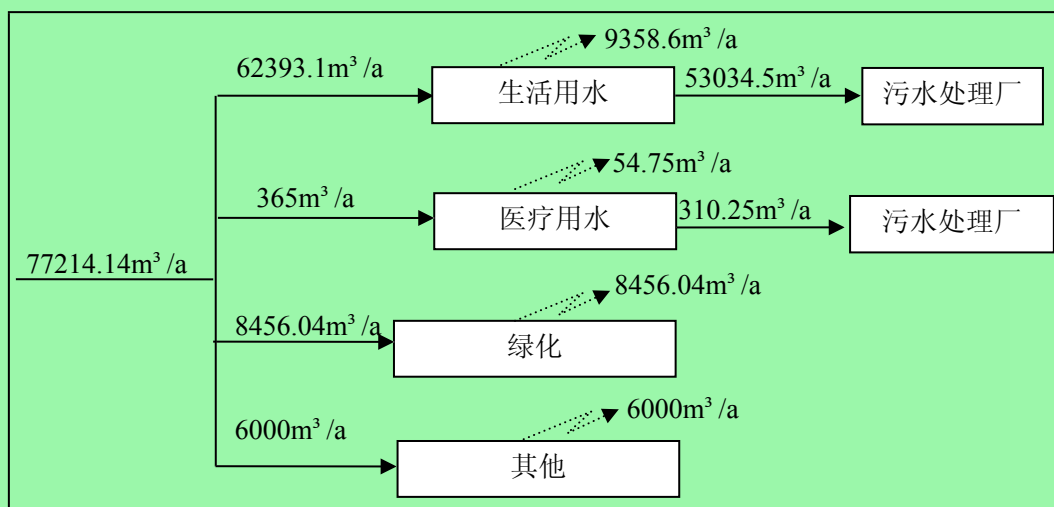 9358.6m³ /a
62393.1m³ /a
生活用水
53034.5m³ /a
污水处理厂
54.75m³ /a
365m³ /a
医疗用水
310.25m³ /a
污水处理厂
77214.14m³ /a
8456.04m³ /a
8456.04m³ /a
绿化
6000m³ /a
6000m³ /a
其他